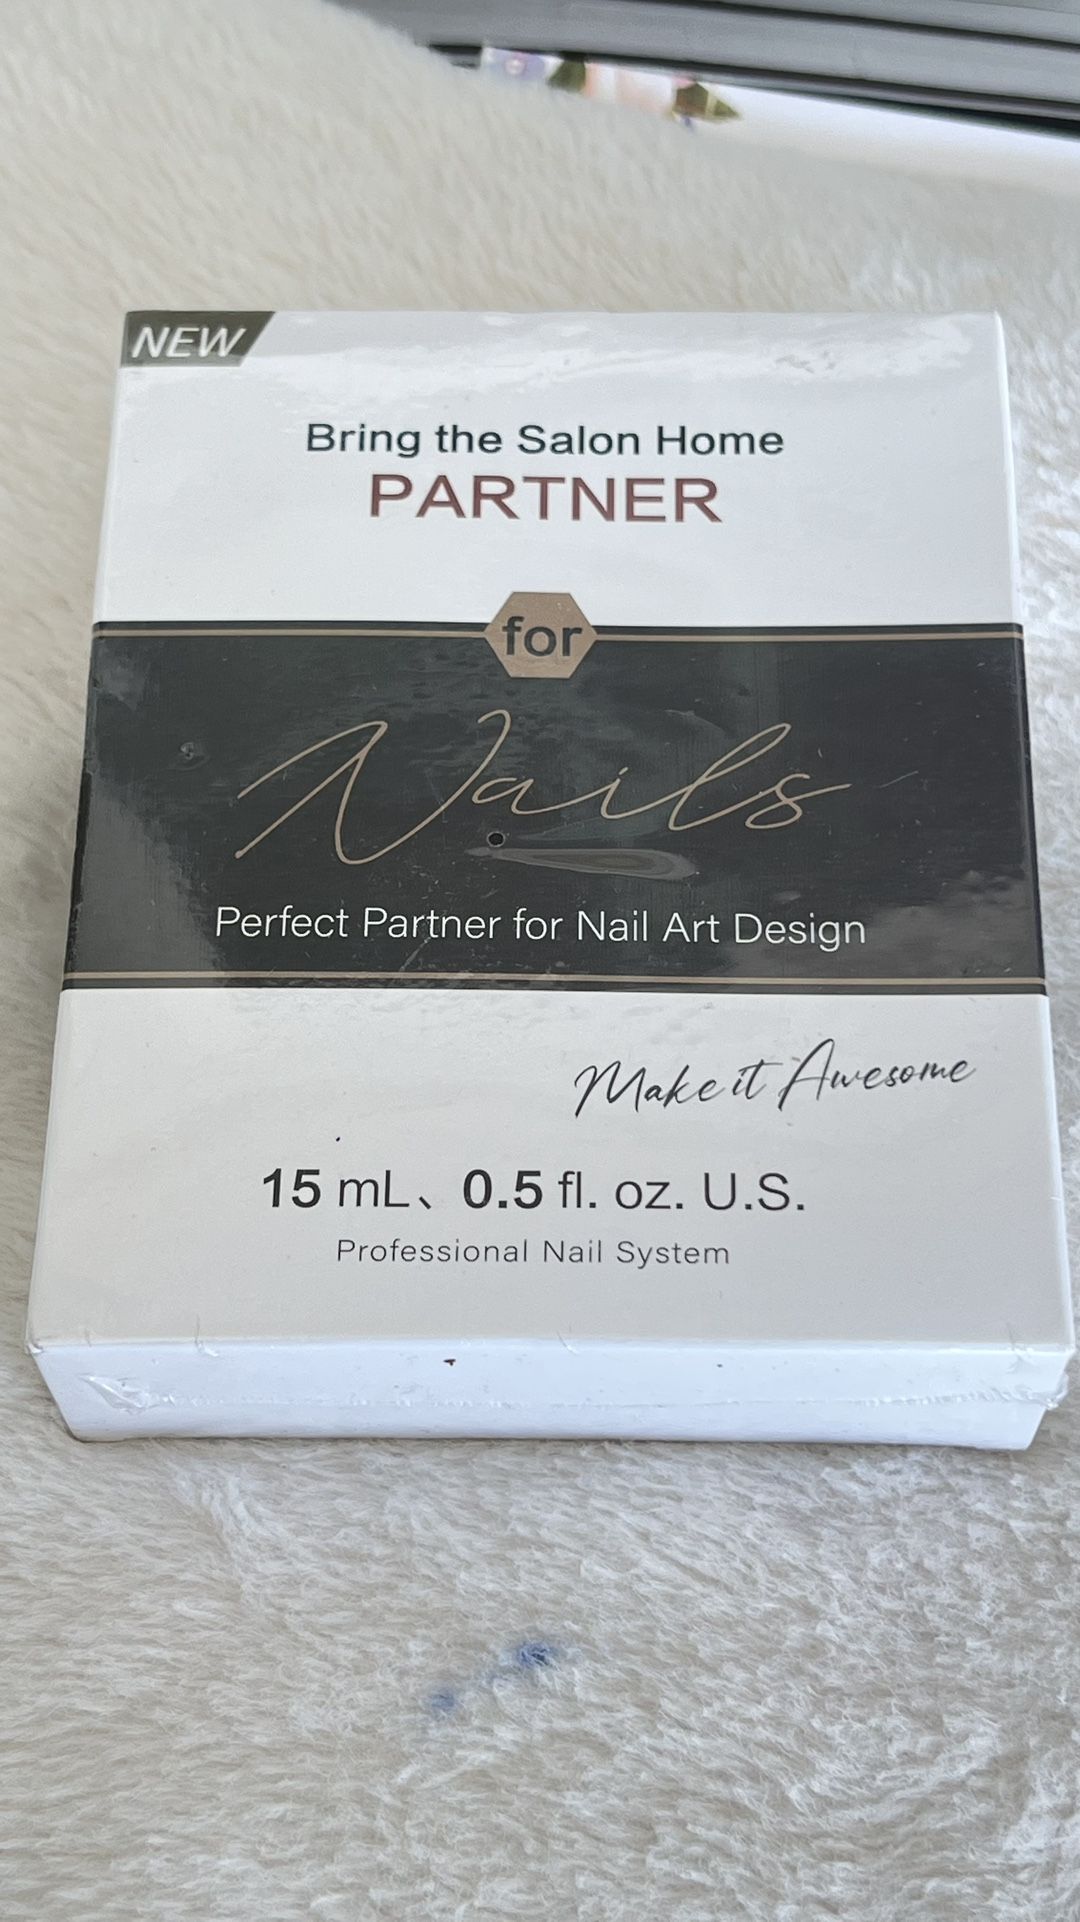 NEW
Bring the Salon Home
PARTNER
for
Nails
Perfect Partner for Nail Art Design
Make it Awesome
15 mL、0.5 fl. oz. U.S.
Professional Nail System